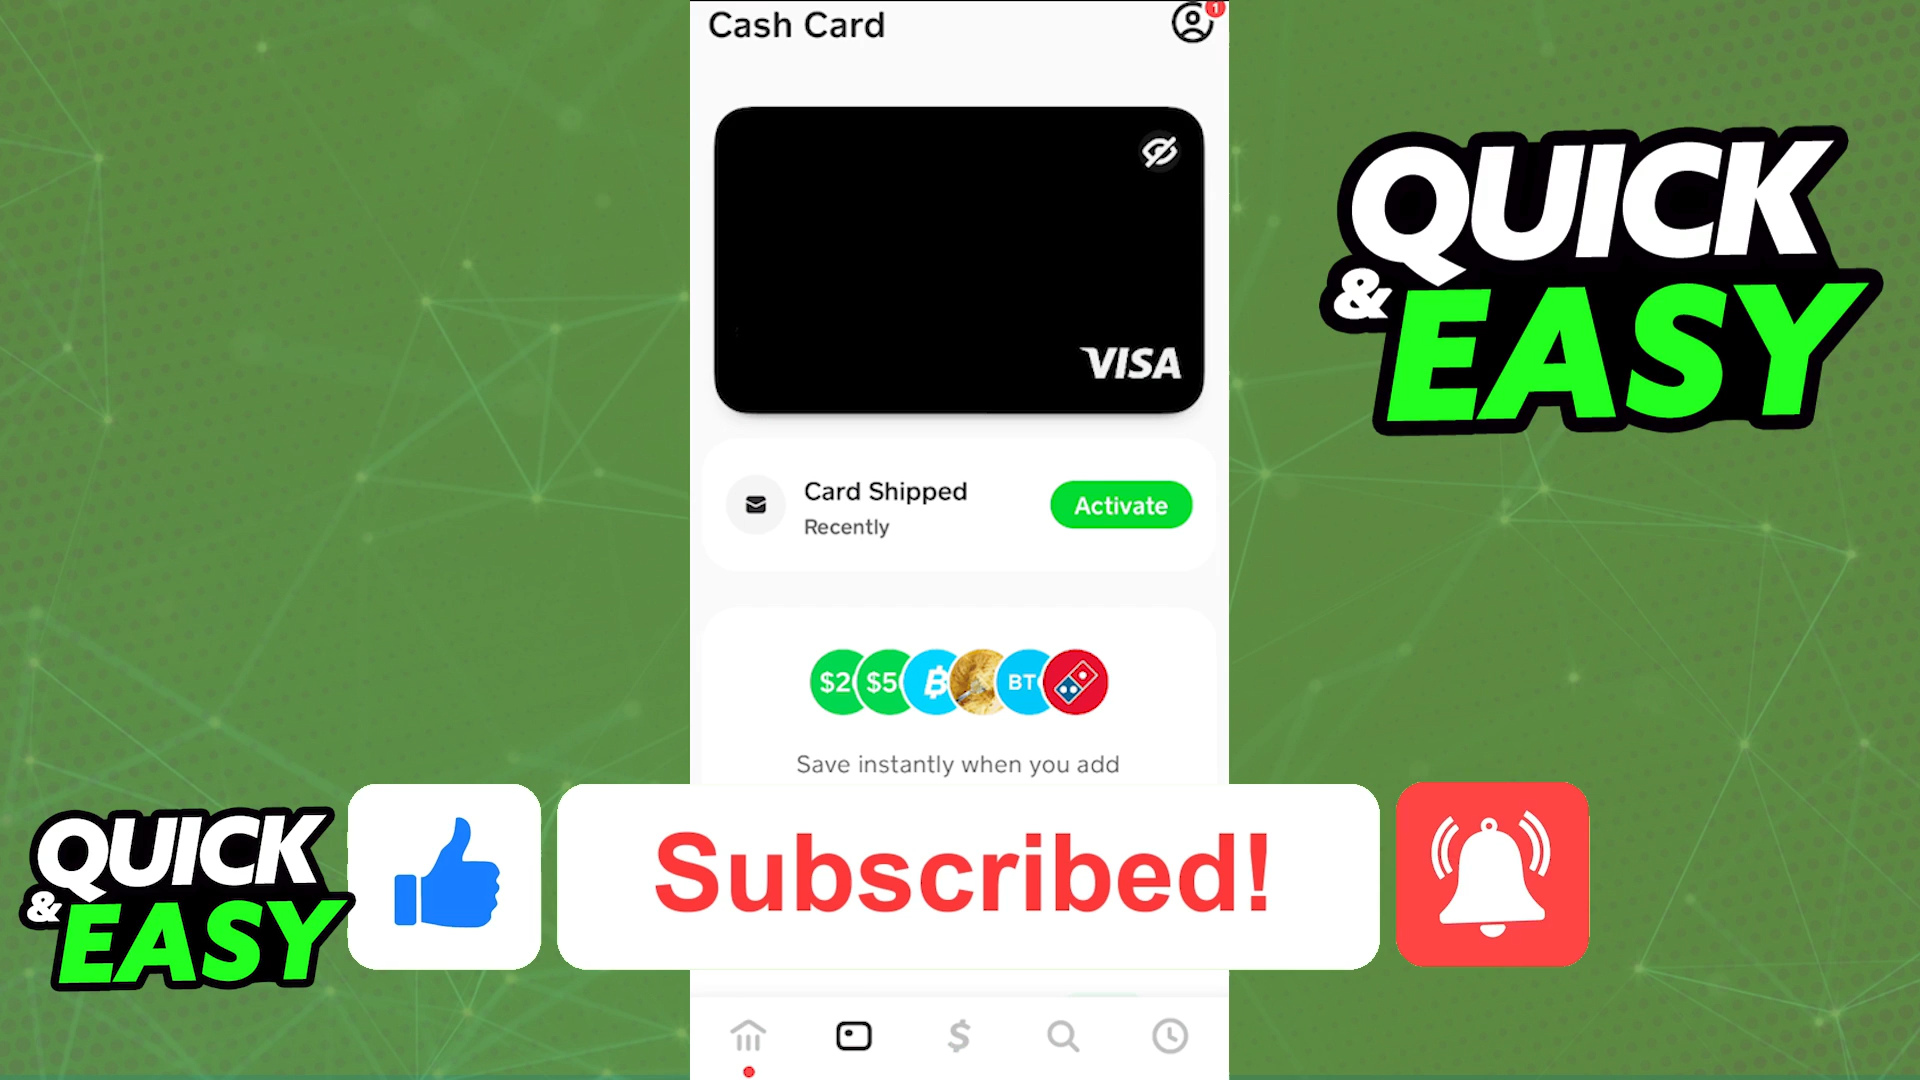 Cash Card
1
VISA
Card Shipped
Recently
Activate
$2
$5
BT
Save instantly when you add
QUICK
& EASY
QUICK
& EASY
Subscribed!